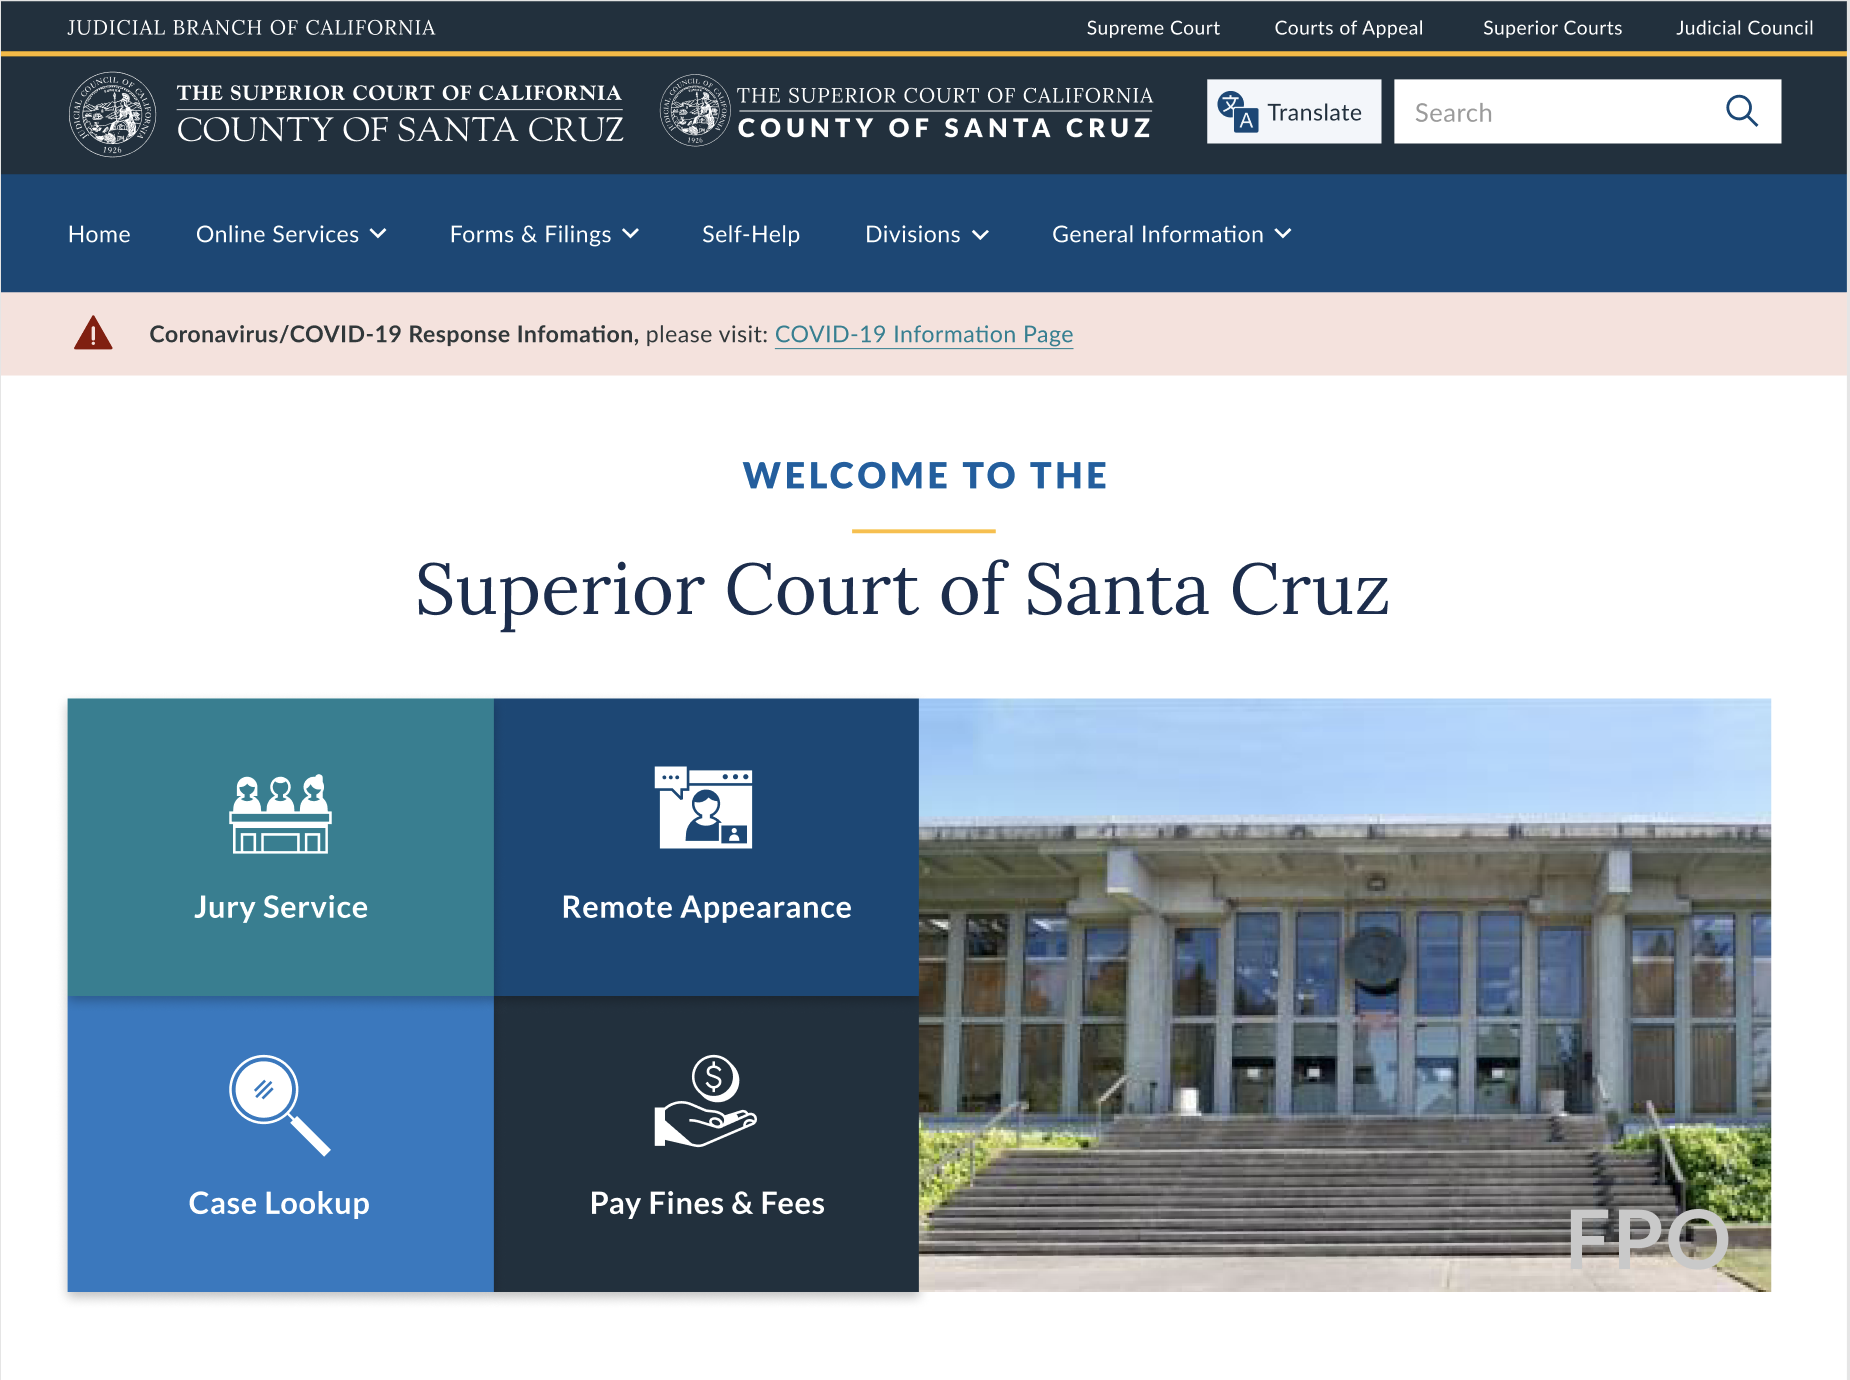 JUDICIAL BRANCH OF CALIFORNIA
Supreme Court
Courts of Appeal
Superior Courts
Judicial Council
JUDICIAL COUNCIL OF CALIFORNIA
1926
THE SUPERIOR COURT OF CALIFORNIA
COUNTY OF SANTA CRUZ
JUDICIAL COUNCIL OF CALIFORNIA
1926
THE SUPERIOR COURT OF CALIFORNIA
COUNTY OF SANTA CRUZ
文
A
Translate
Search
Home
Online Services
Forms & Filings
Self-Help
Divisions
General Information
Coronavirus/COVID-19 Response Infomation, please visit: COVID-19 Information Page
WELCOME TO THE
Superior Court of Santa Cruz
Jury Service
Remote Appearance
Case Lookup
$
Pay Fines & Fees
FPO